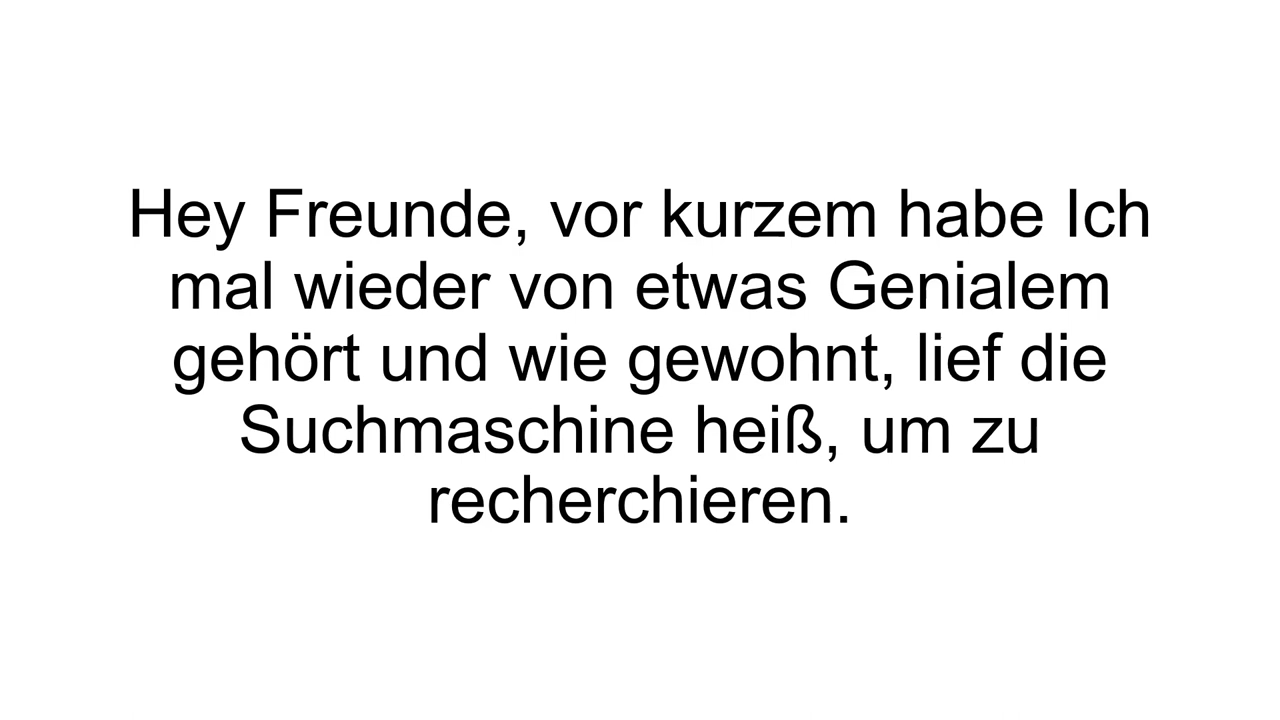 Hey Freunde, vor kurzem habe Ich
mal wieder von etwas Genialem
gehört und wie gewohnt, lief die
Suchmaschine heiß, um zu
recherchieren.